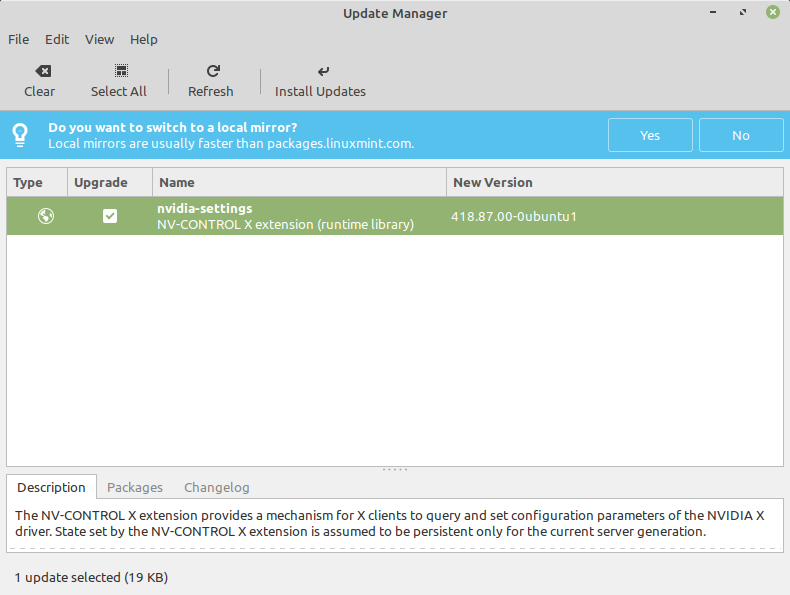 Update Manager
File Edit View Help
Clear Select All Refresh Install Updates
Do you want to switch to a local mirror?
Local mirrors are usually faster than packages.linuxmint.com.
Yes No
Type Upgrade Name New Version
nvidia-settings
NV-CONTROL X extension (runtime library) 418.87.00-0ubuntu1
Description Packages Changelog
The NV-CONTROL X extension provides a mechanism for X clients to query and set configuration parameters of the NVIDIA X
driver. State set by the NV-CONTROL X extension is assumed to be persistent only for the current server generation.
1 update selected (19 KB)